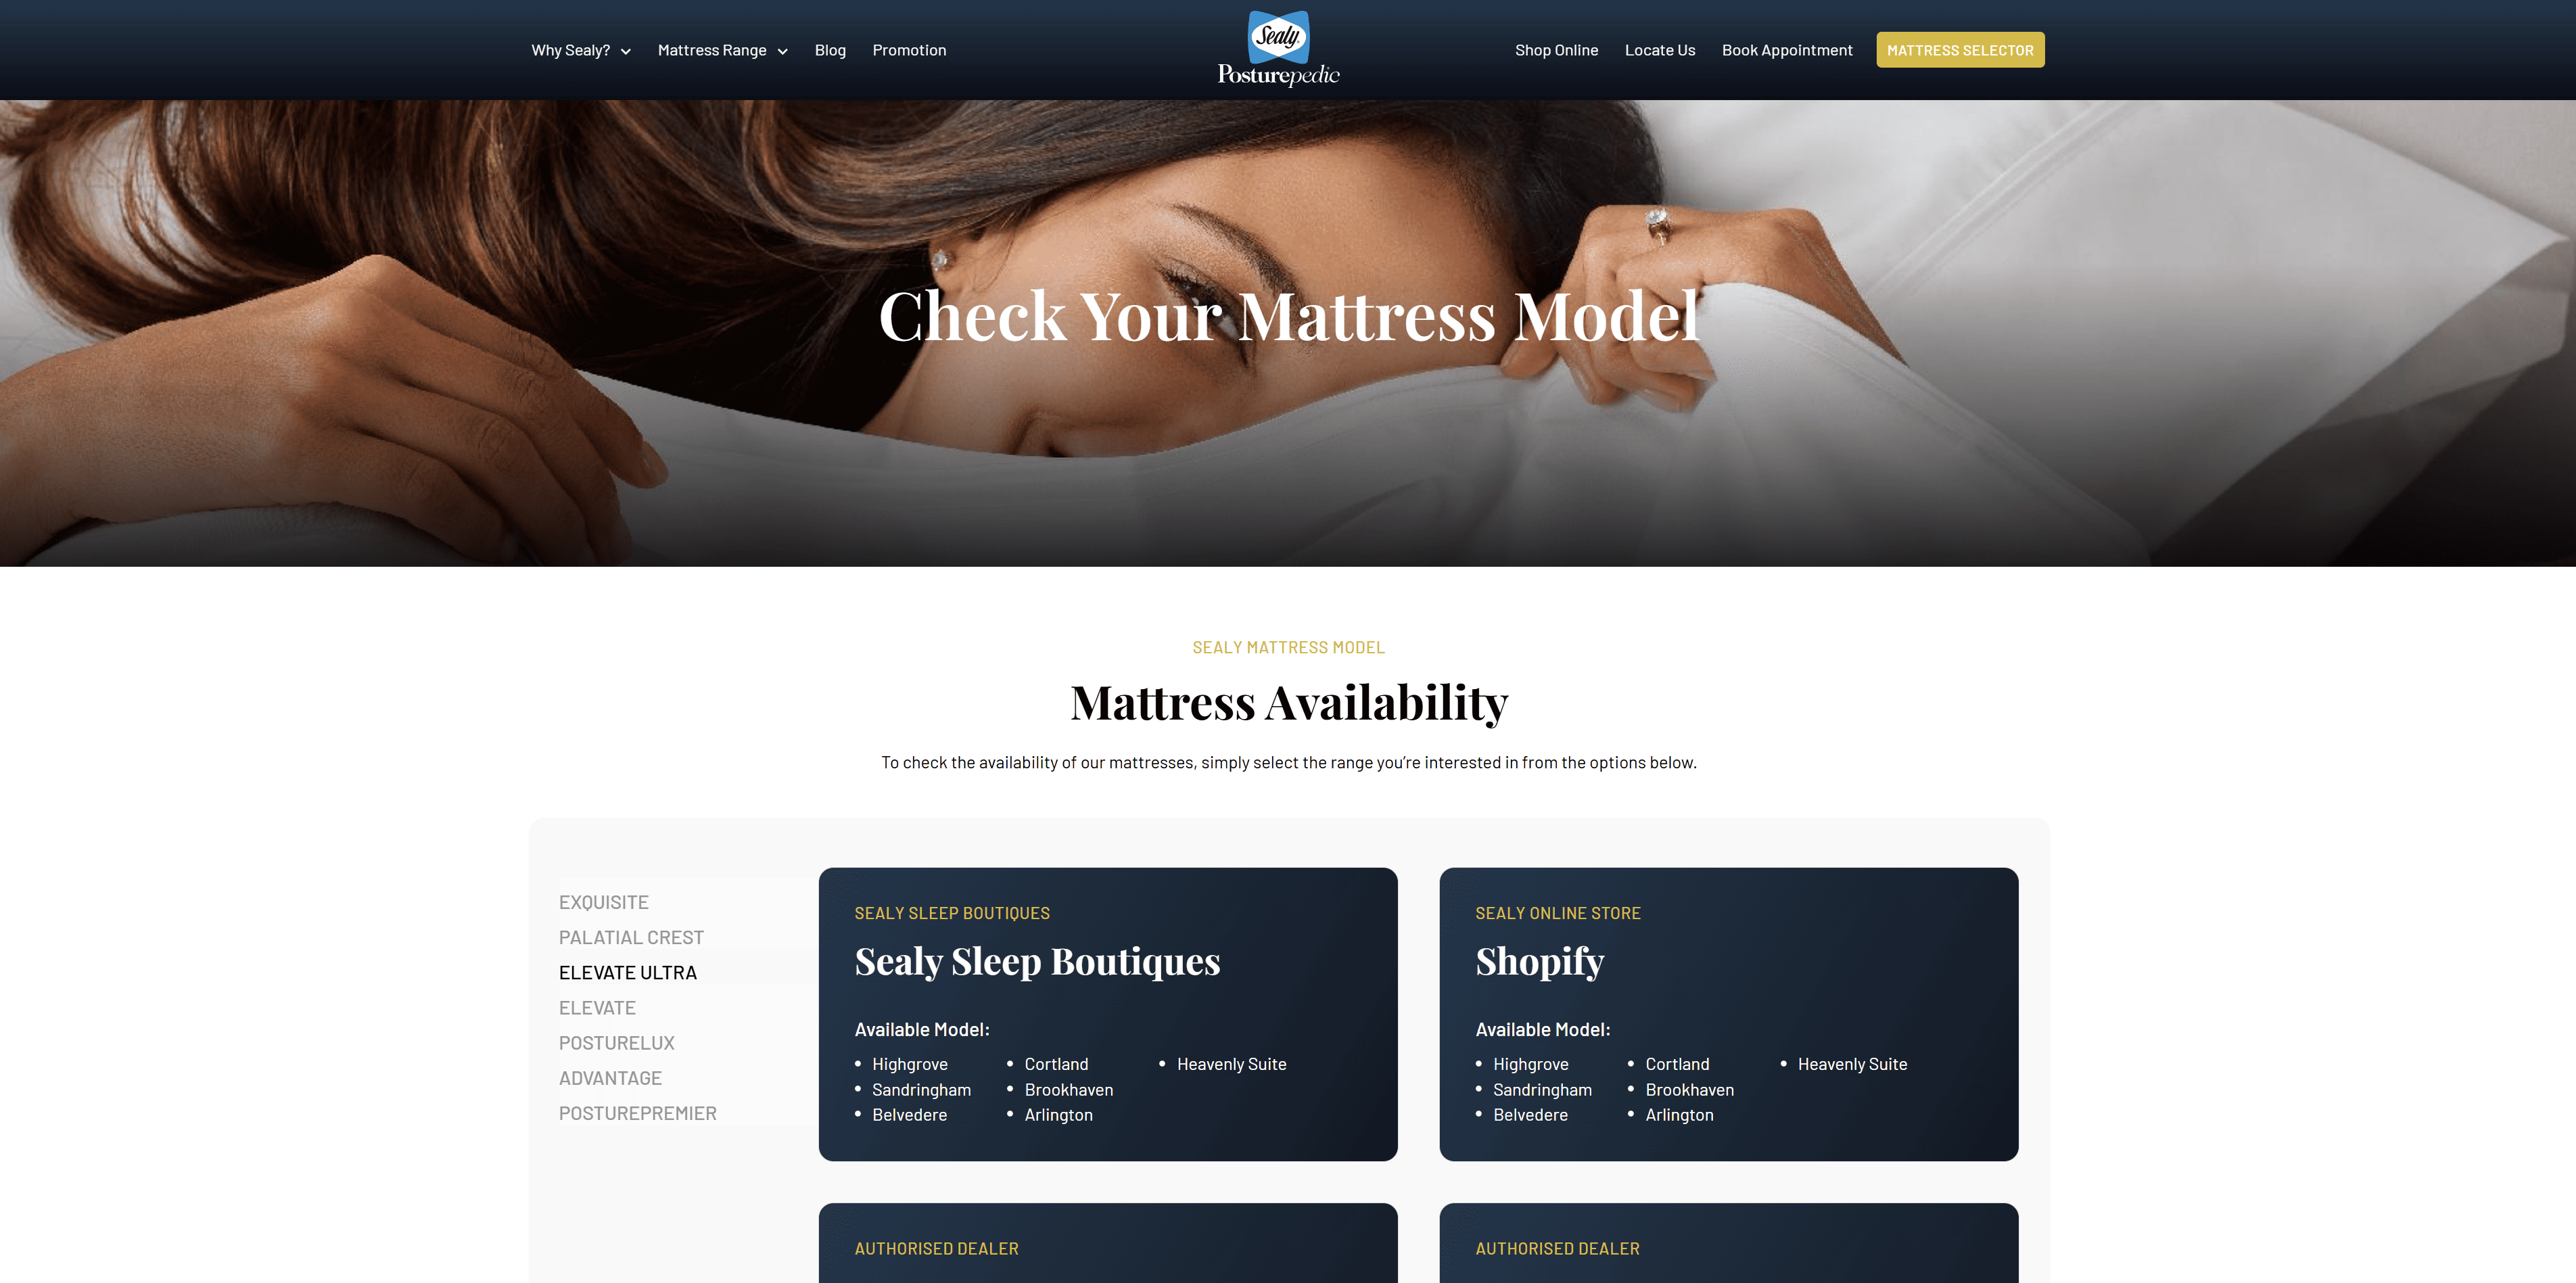 Why Sealy?
Mattress Range
Blog
Promotion
Sealy
Posturepedic
Shop Online
Locate Us
Book Appointment
MATTRESS SELECTOR
Check Your Mattress Model
SEALY MATTRESS MODEL
Mattress Availability
To check the availability of our mattresses, simply select the range you’re interested in from the options below.
EXQUISITE
PALATIAL CREST
ELEVATE ULTRA
ELEVATE
POSTURELUX
ADVANTAGE
POSTUREPREMIER
SEALY SLEEP BOUTIQUES
Sealy Sleep Boutiques
Available Model:
• Highgrove
• Sandringham
• Belvedere
• Cortland
• Brookhaven
• Arlington
• Heavenly Suite
SEALY ONLINE STORE
Shopify
Available Model:
• Highgrove
• Sandringham
• Belvedere
• Cortland
• Brookhaven
• Arlington
• Heavenly Suite
AUTHORISED DEALER
AUTHORISED DEALER